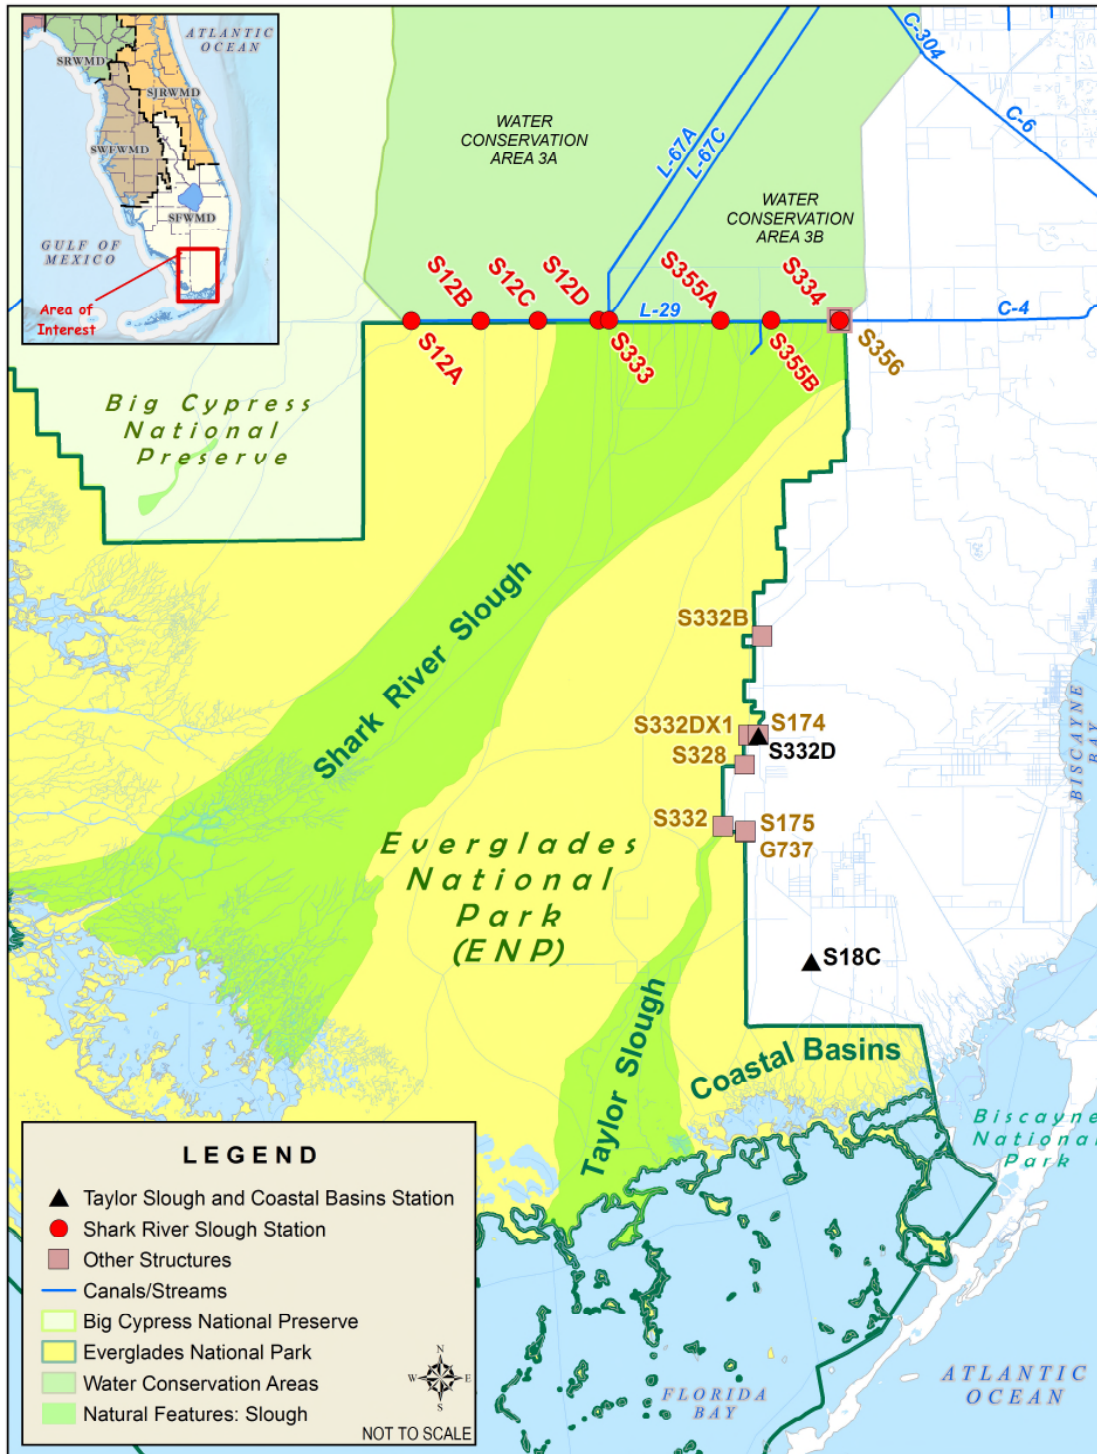 ATLANTIC
OCEAN
SRWMD
SJRWMD
SWFWMD
SFWMD
GULF OF
MEXICO
Area of
Interest
WATER
CONSERVATION
AREA 3A
L-67A
L-67C
C-304
C-6
WATER
CONSERVATION
AREA 3B
S12B
S12C
S12D
S355A
S334
L-29
C-4
S12A
S333
S355B
S356
Big Cypress
National
Preserve
Shark River Slough
S332B
S332DX1
S174
S332D
S328
S332
S175
G737
BISCAYNE
BAY
Everglades
National
Park
(ENP)
S18C
Taylor Slough
Coastal Basins
Biscayne
National
Park
LEGEND
Taylor Slough and Coastal Basins Station
Shark River Slough Station
Other Structures
Canals/Streams
Big Cypress National Preserve
Everglades National Park
Water Conservation Areas
Natural Features: Slough
N
W
E
S
NOT TO SCALE
FLORIDA
BAY
ATLANTIC
OCEAN